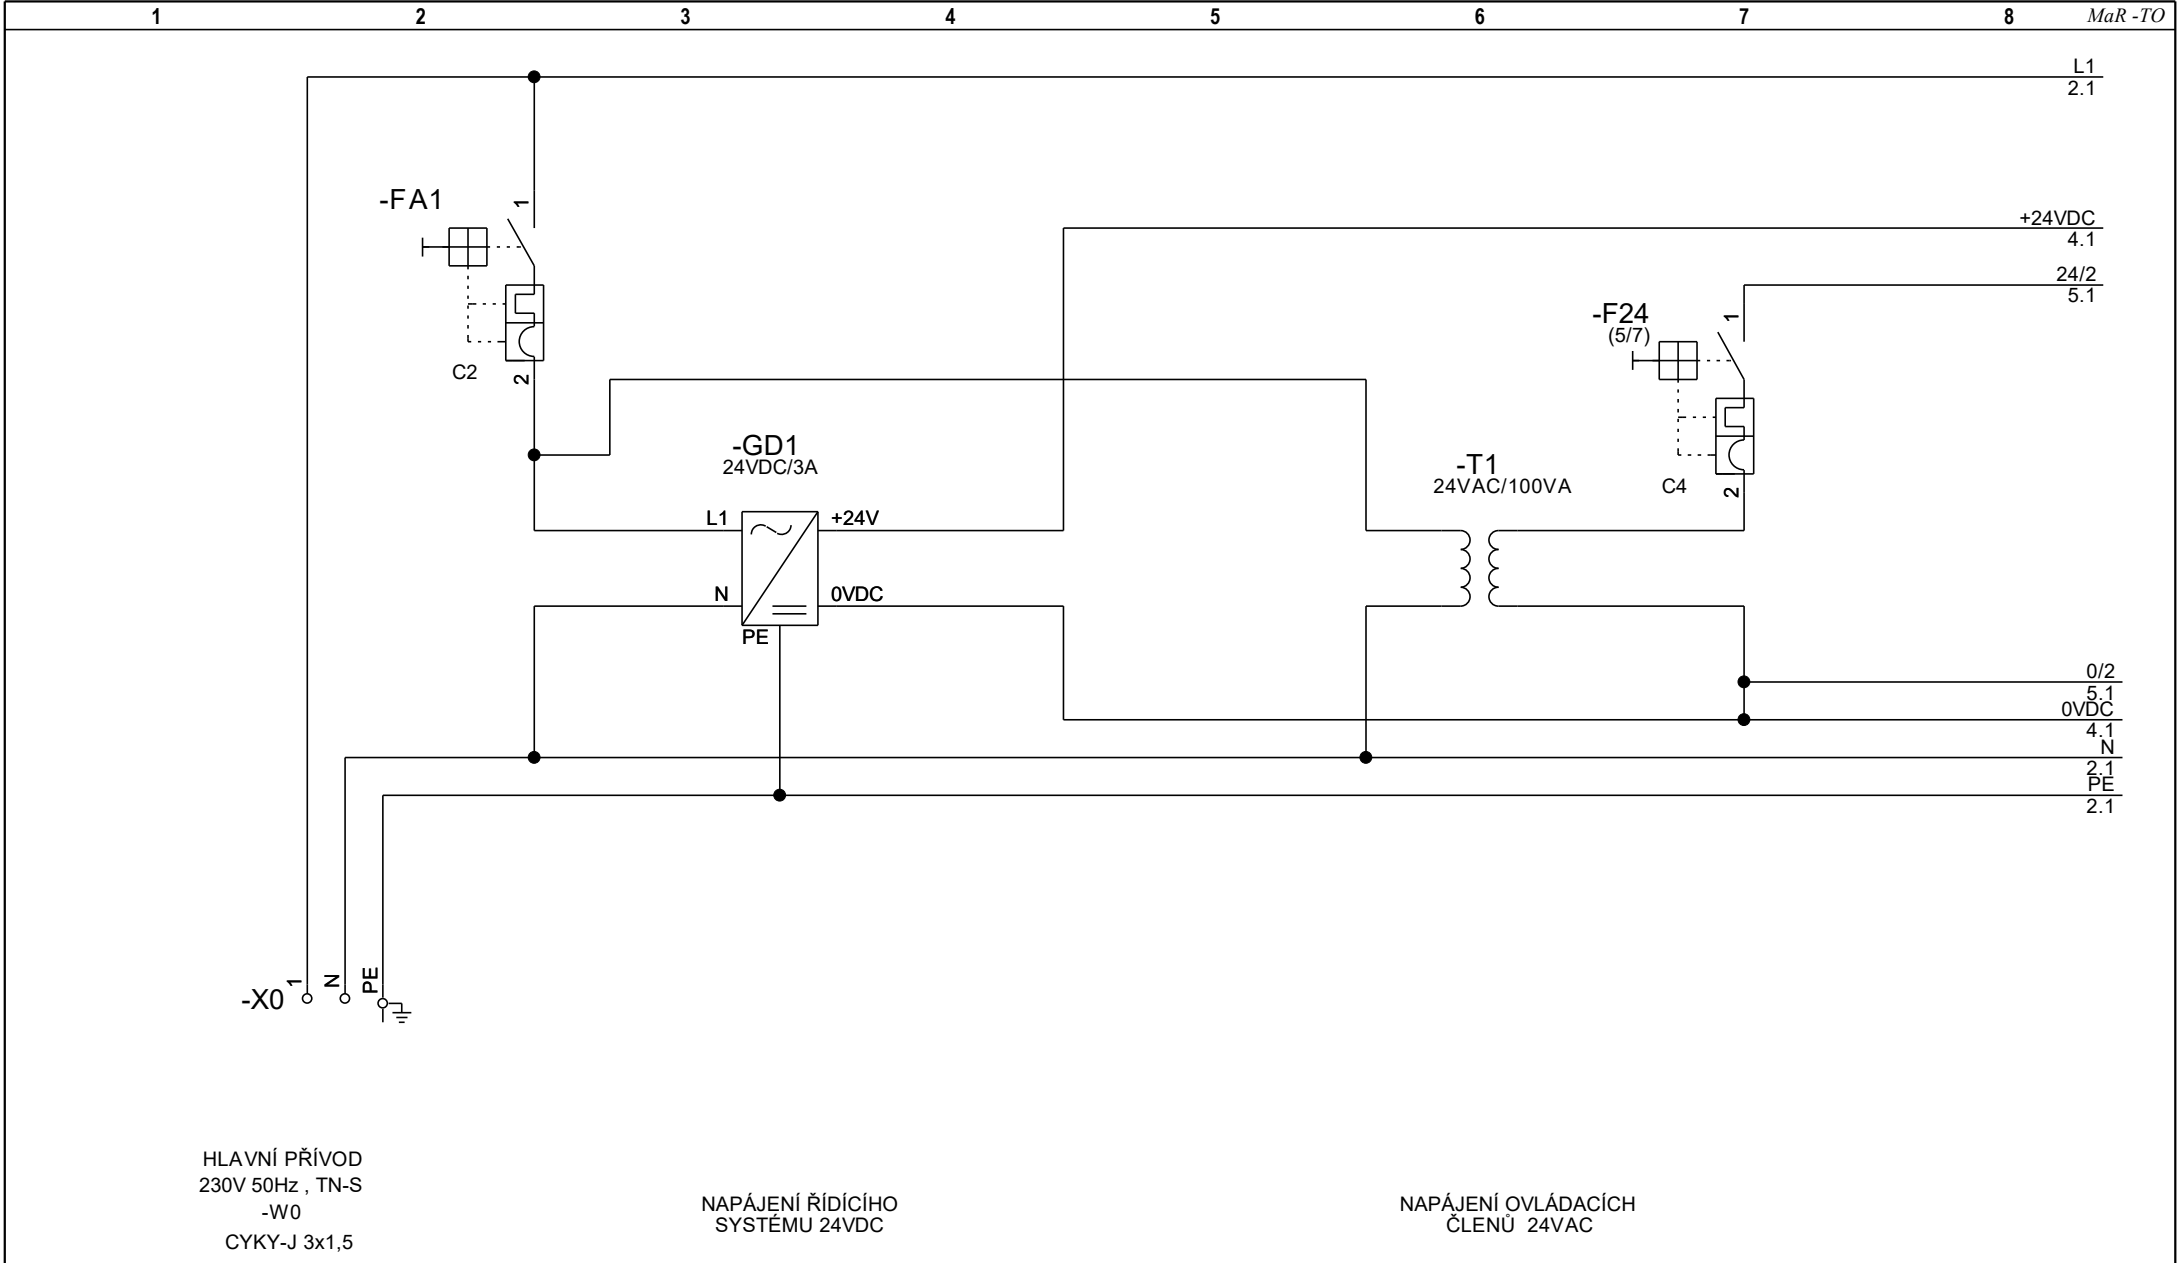 1 2 3 4 5 6 7 8 MaR -TO
L1
2.1
-FA1
1
+24VDC
4.1
24/2
5.1
-F24
(5/7)
1
C2
2
-GD1
24VDC/3A
-T1
24VAC/100VA
C4
2
L1
+24V
N
0VDC
PE
0/2
5.1
0VDC
4.1
N
2.1
PE
2.1
-X0
1
N
PE
HLAVNÍ PŘÍVOD
230V 50Hz , TN-S
-W0
CYKY-J 3x1,5
NAPÁJENÍ ŘÍDÍCÍHO
SYSTÉMU 24VDC
NAPÁJENÍ OVLÁDACÍCH
ČLENŮ 24VAC